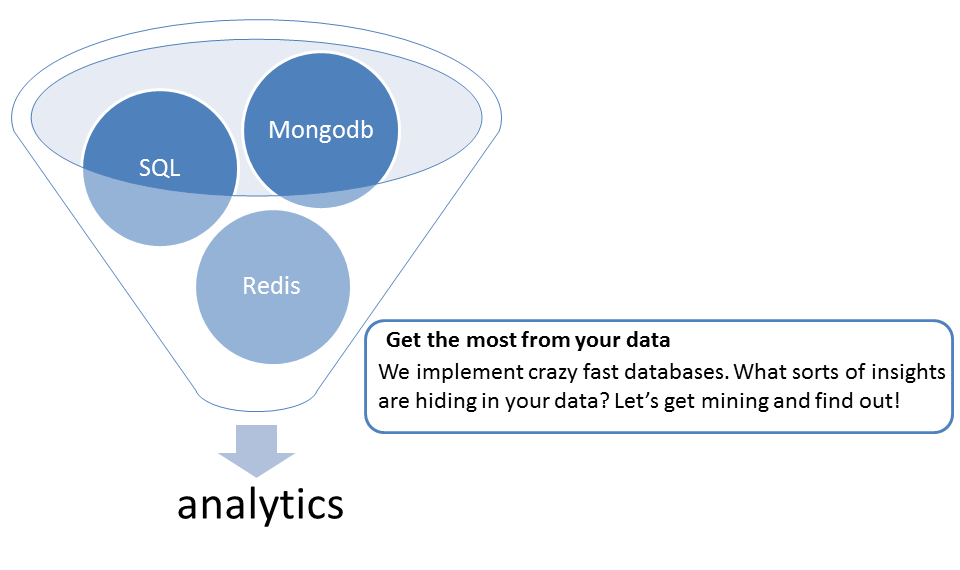 Mongodb
SQL
Redis
Get the most from your data
We implement crazy fast databases. What sorts of insights
are hiding in your data? Let’s get mining and find out!
analytics